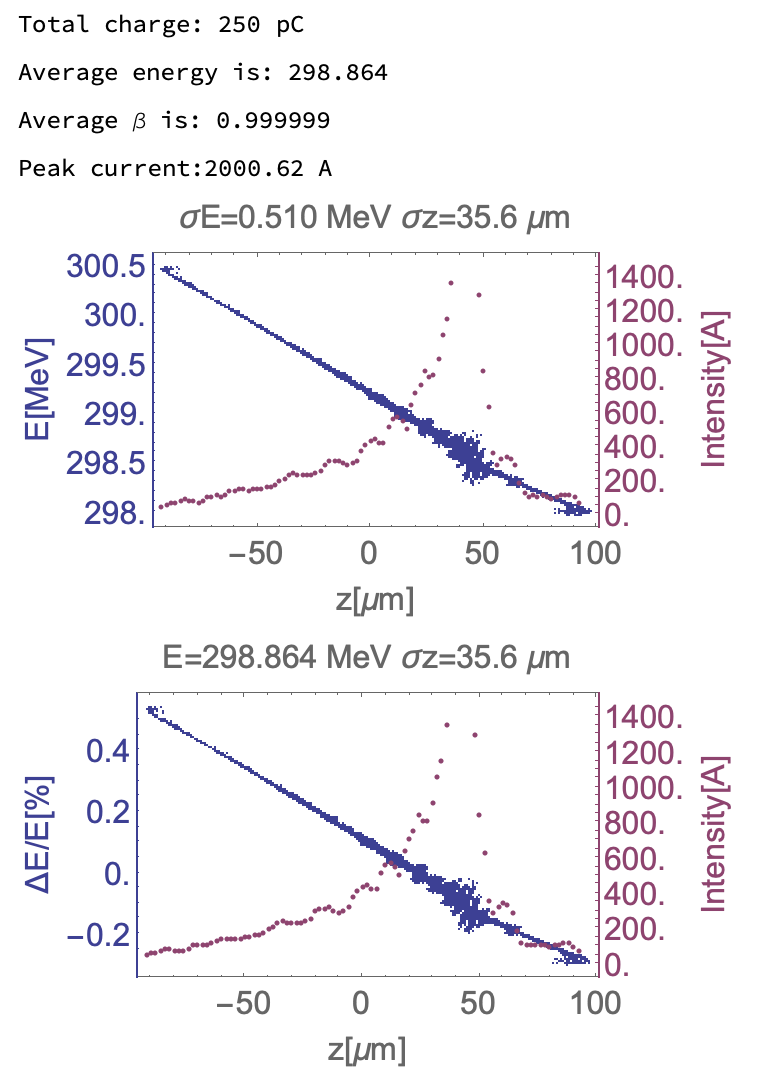 Total charge: 250 pC
Average energy is: 298.864
Average β is: 0.999999
Peak current:2000.62 A
σE=0.510 MeV σz=35.6 μm
300.5
300.
299.5
299.
298.5
298.
E[MeV]
1400.
1200.
1000.
800.
600.
400.
200.
0.
Intensity[A]
−50 0 50 100
z[μm]
E=298.864 MeV σz=35.6 μm
0.4
0.2
0.
−0.2
ΔE/E[%]
1400.
1200.
1000.
800.
600.
400.
200.
0.
Intensity[A]
−50 0 50 100
z[μm]